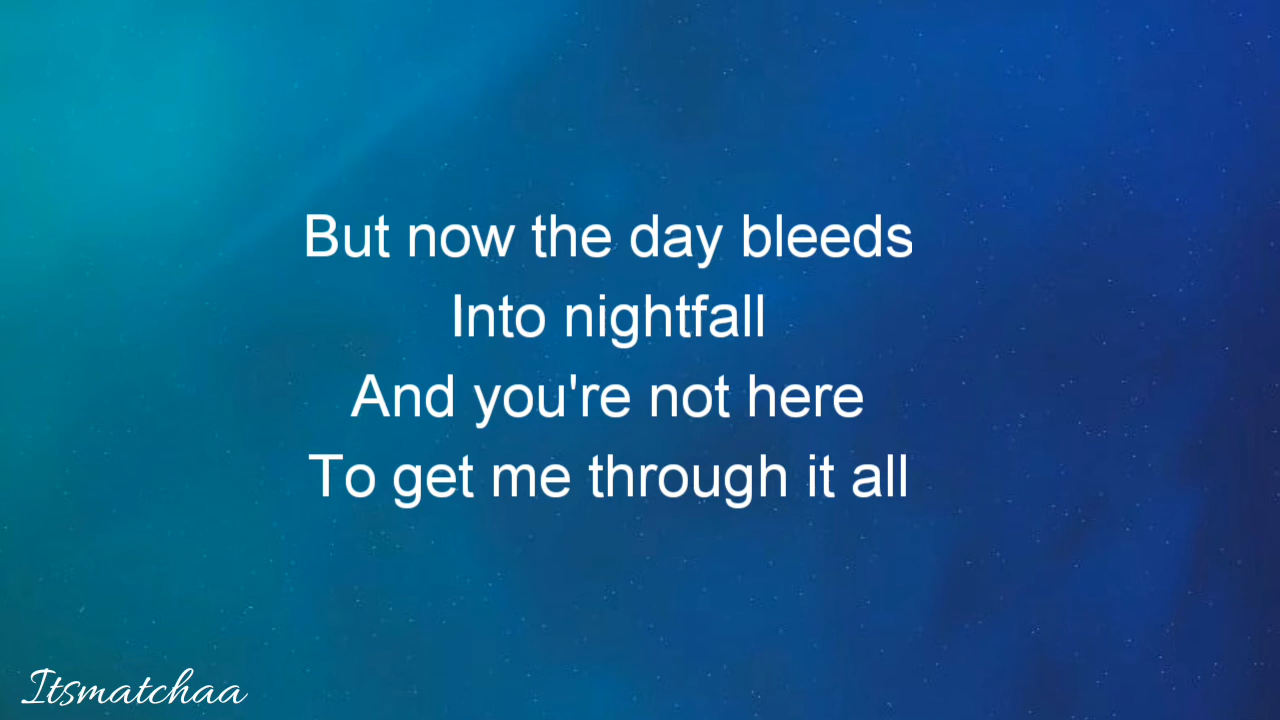 But now the day bleeds
Into nightfall
And you're not here
To get me through it all
Itsmatchaa